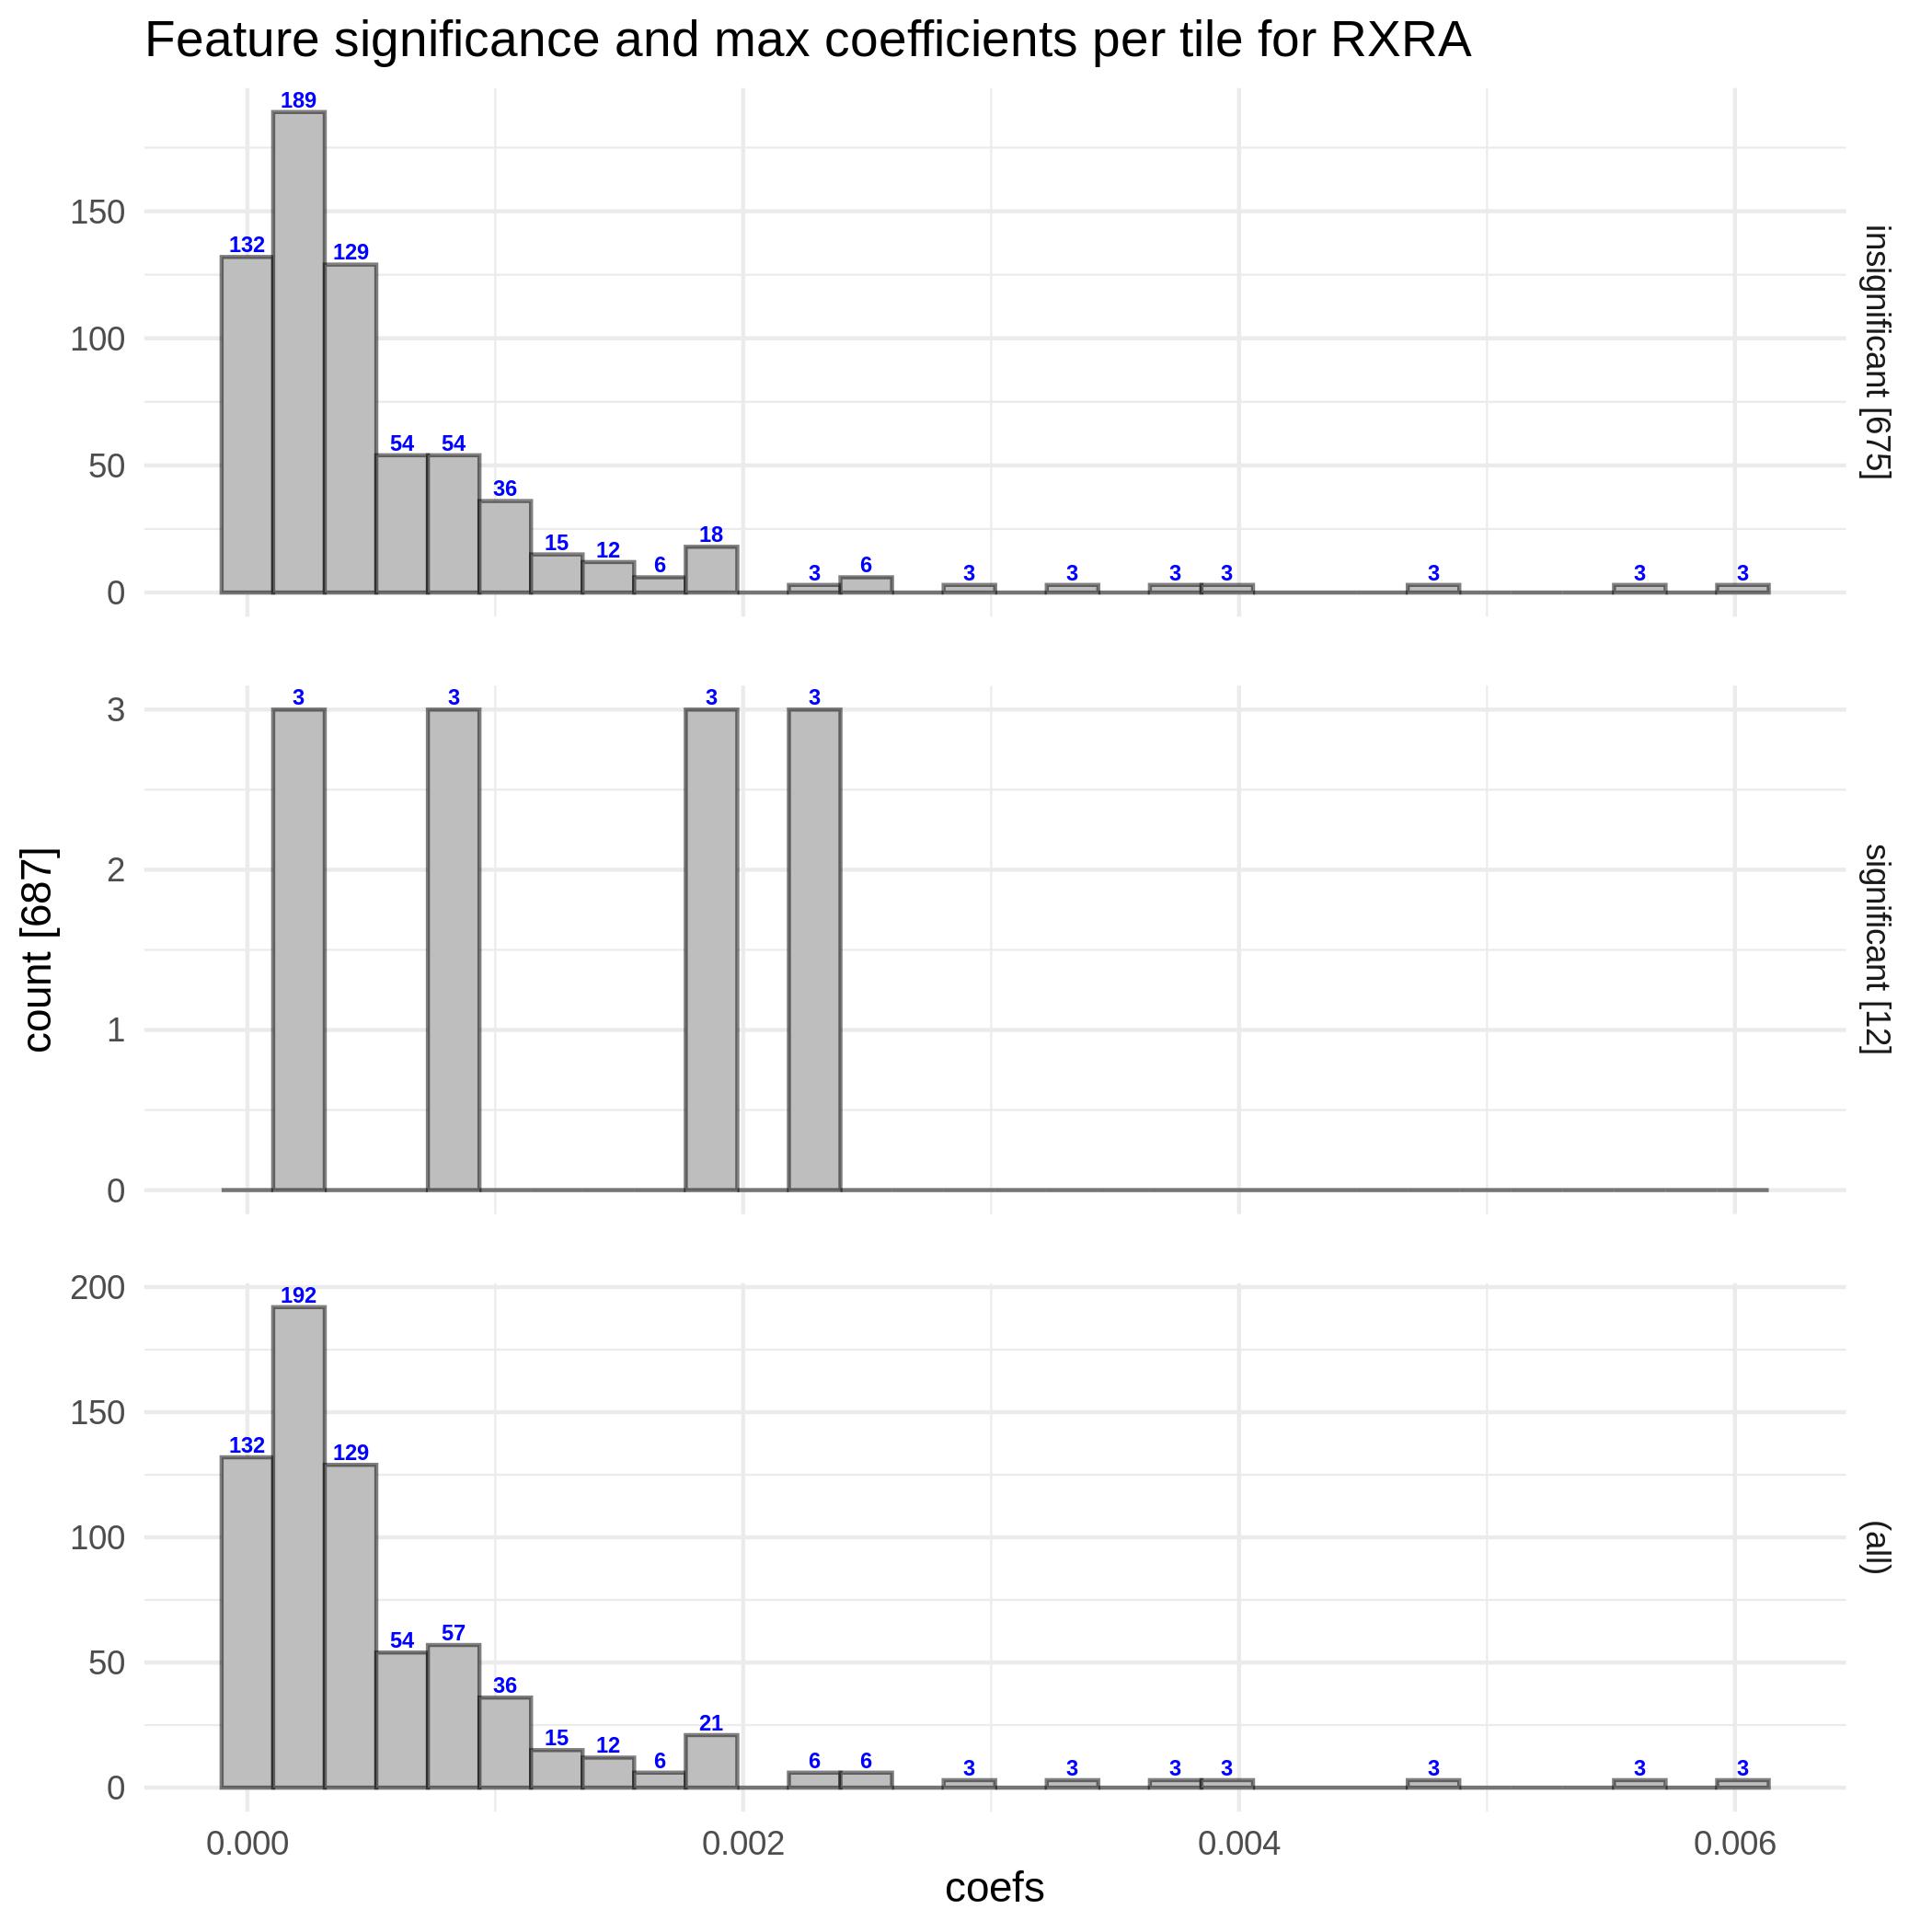 Feature significance and max coefficients per tile for RXRA
189
132
129
54 54
36
15 12 6 18 3 6 3 3 3 3 3 3 3
150
100
50
0
insignificant [675]
3 3 3 3
3
2
1
0
significant [12]
count [687]
192
132
129
54 57
36
15 12 6 21 6 6 3 3 3 3 3 3 3
200
150
100
50
0
(all)
0.000 0.002 0.004 0.006
coefs